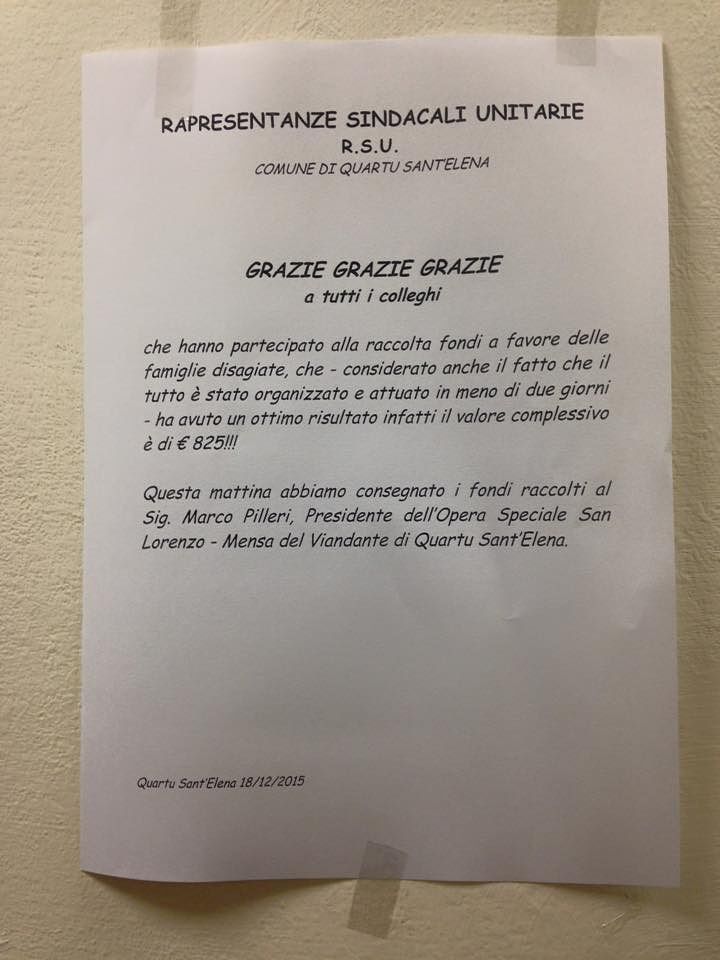 RAPRESENTANZE SINDACALI UNITARIE
R.S.U.
COMUNE DI QUARTU SANT'ELENA
GRAZIE GRAZIE GRAZIE
a tutti i colleghi
che hanno partecipato alla raccolta fondi a favore delle
famiglie disagiate, che - considerato anche il fatto che il
tutto è stato organizzato e attuato in meno di due giorni
- ha avuto un ottimo risultato infatti il valore complessivo
è di € 825!!!
Questa mattina abbiamo consegnato i fondi raccolti al
Sig. Marco Pilleri, Presidente dell'Opera Speciale San
Lorenzo - Mensa del Viandante di Quartu Sant'Elena.
Quartu Sant'Elena 18/12/2015